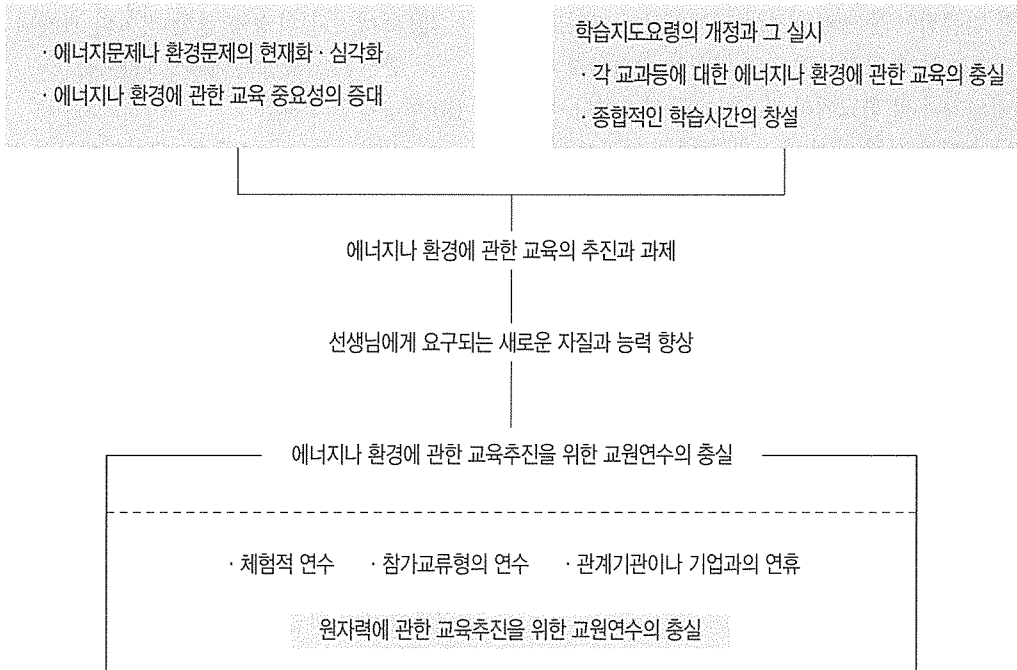 · 에너지문제나 환경문제의 현재화 · 심각화
· 에너지나 환경에 관한 교육 중요성의 증대
학습지도요령의 개정과 그 실시
· 각 교과등에 대한 에너지나 환경에 관한 교육의 충실
· 종합적인 학습시간의 창설
에너지나 환경에 관한 교육의 추진과 과제
선생님에게 요구되는 새로운 자질과 능력 향상
에너지나 환경에 관한 교육추진을 위한 교원연수의 충실
· 체험적 연수 · 참가교류형의 연수 · 관계기관이나 기업과의 연휴
원자력에 관한 교육추진을 위한 교원연수의 충실